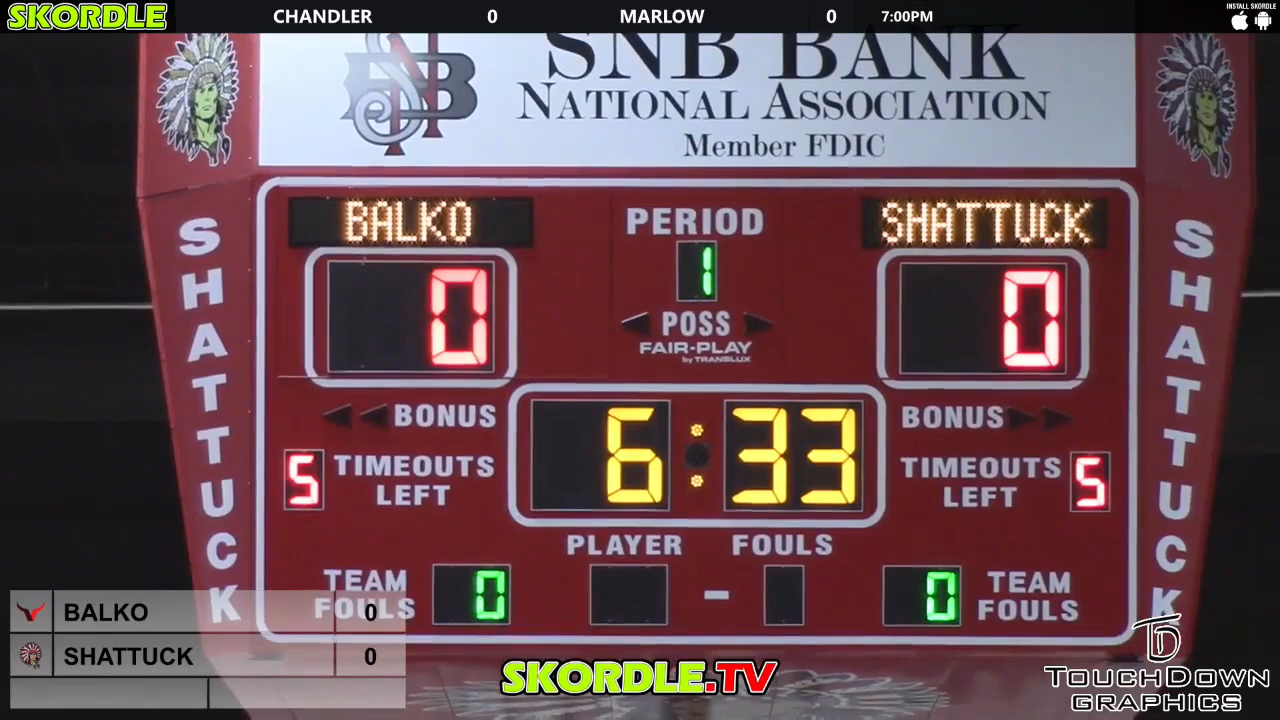 SKORDLE CHANDLER 0 MARLOW 0 7:00PM INSTALL SKORDLE
SNB
SNB BANK
NATIONAL ASSOCIATION
Member FDIC
SHATTUCK
BALKO PERIOD SHATTUCK
0 1 0
POSS
FAIR-PLAY
by TRANSLUX
BONUS 6:33 BONUS
5 TIMEOUTS LEFT TIMEOUTS LEFT 5
PLAYER FOULS
TEAM FOULS 0 - 0 TEAM FOULS
SHATTUCK
BALKO 0
SHATTUCK 0
SKORDLE.TV
TD
TOUCHDOWN
GRAPHICS